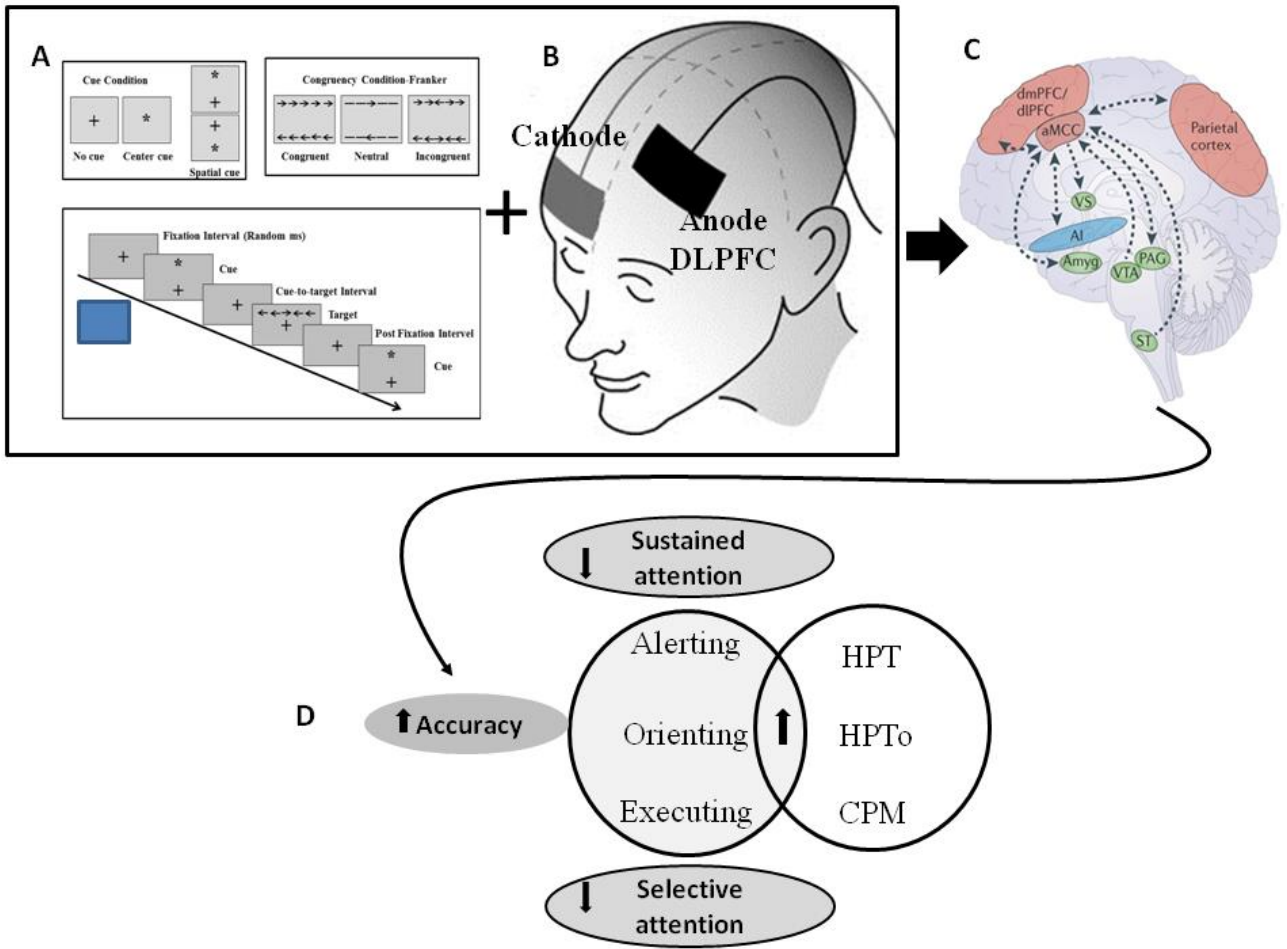 A
Cue Condition
*
+
+
*
+
*
No cue
Center cue
Spatial cue
Congruency Condition-Franker
→→→→→→
—→—
→→←→→
←←←←←←
—←—
←←→←←
Congruent
Neutral
Incongruent
Fixation Interval (Random ms)
+
*
+
Cue
+
Cue-to-target Interval
←←→←←
+
Target
+
Post Fixation Intervel
*
+
Cue
+
B
Cathode
Anode
DLPFC
C
dmPFC/
dlPFC
aMCC
Parietal
cortex
VS
AI
Amyg
VTA
PAG
ST
D
↑ Accuracy
↓ Sustained
attention
Alerting
Orienting
Executing
↑
HPT
HPTo
CPM
↓ Selective
attention